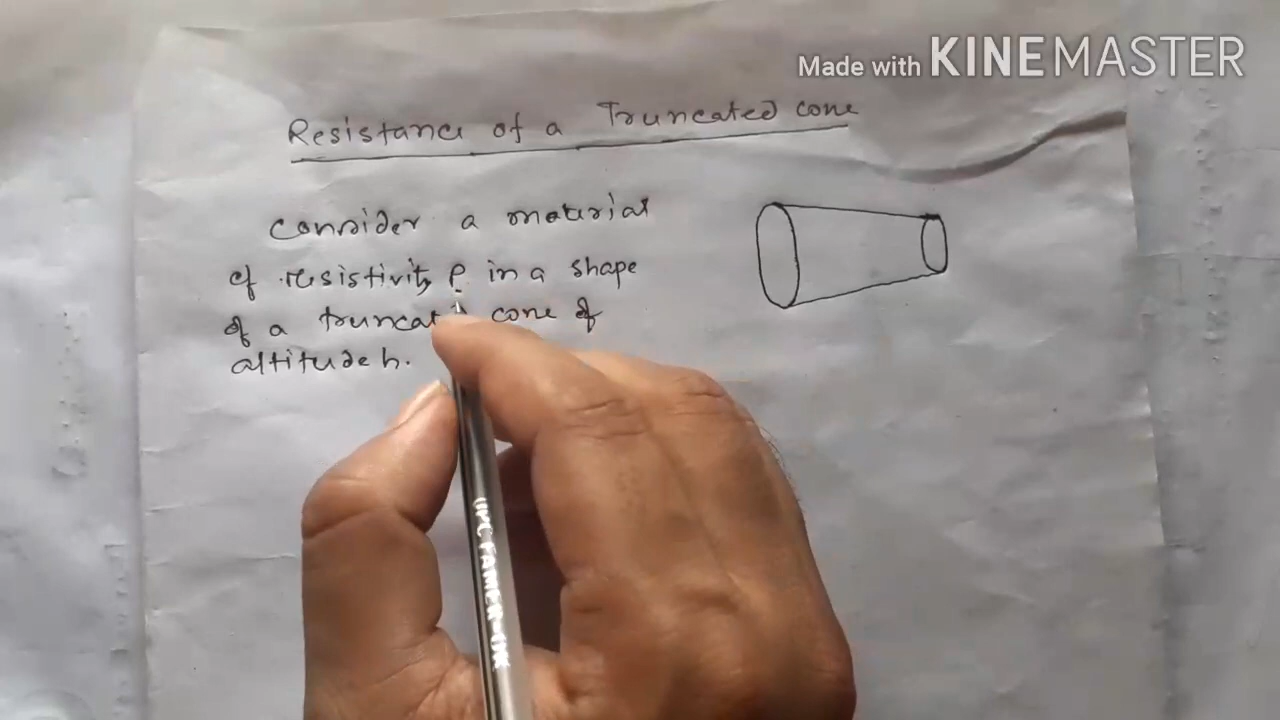 Made with KINEMASTER
Resistance of a Truncated cone
Consider a material
of resistivity ρ in a shape
of a truncat cone of
altitude h.